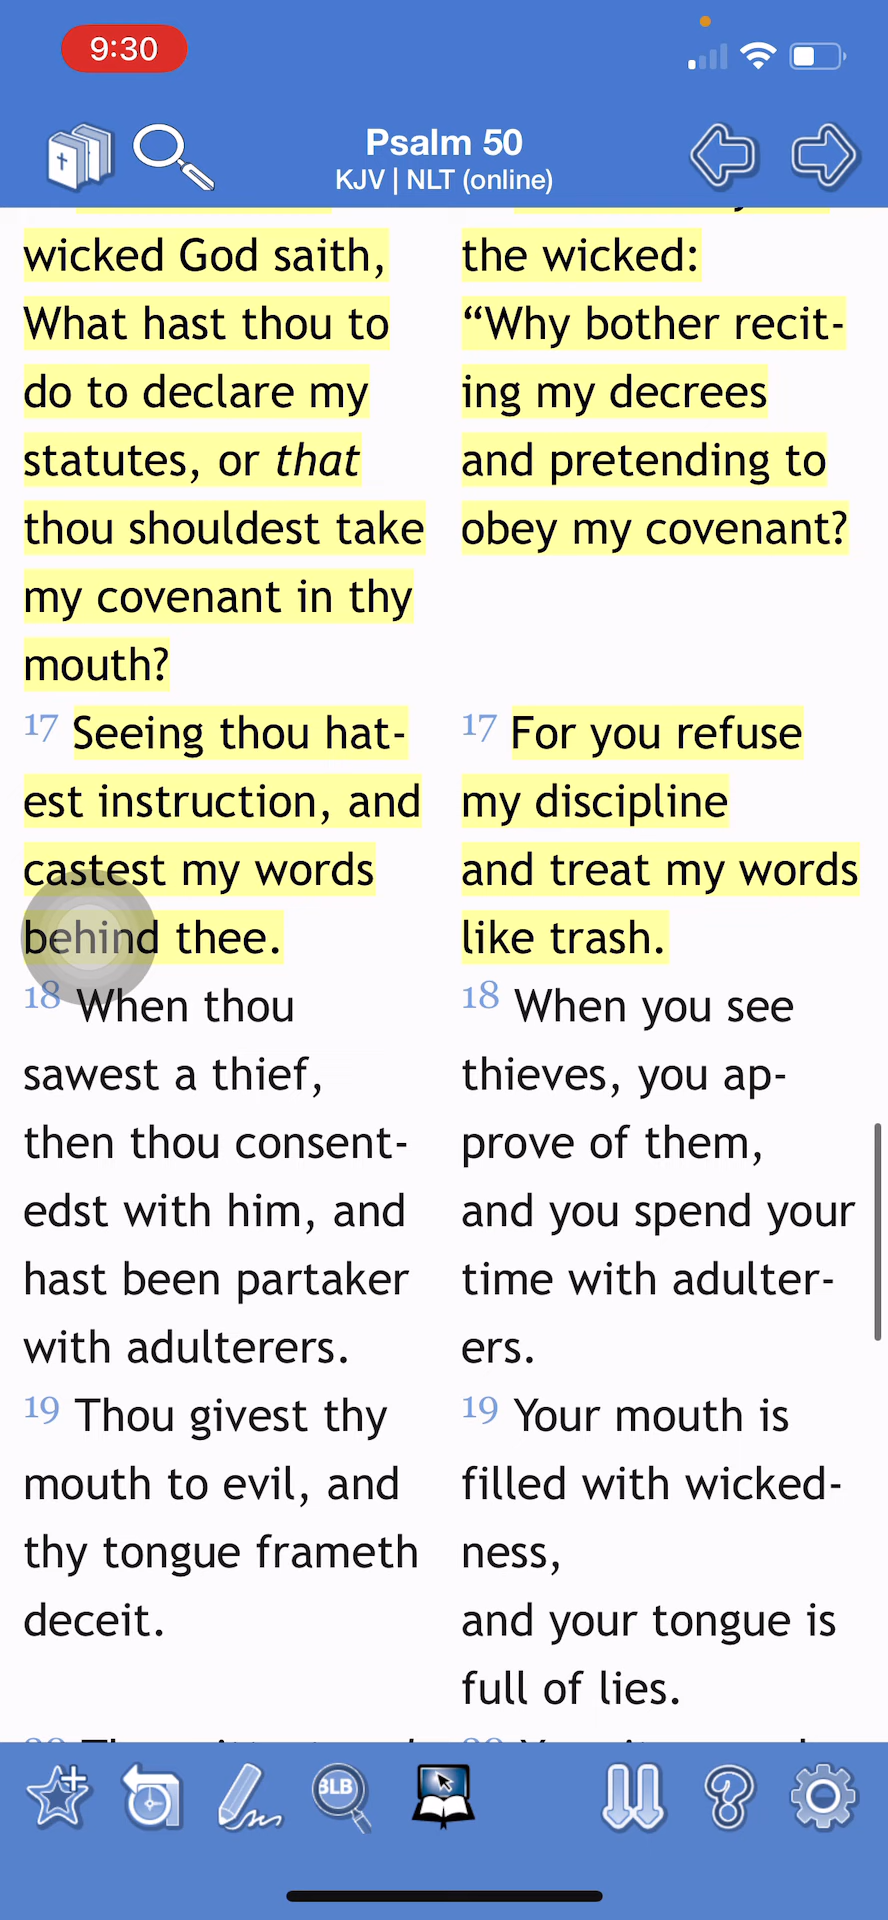 9:30
Psalm 50
KJV | NLT (online)
wicked God saith,
What hast thou to
do to declare my
statutes, or that
thou shouldest take
my covenant in thy
mouth?
17 Seeing thou hat-
est instruction, and
castest my words
behind thee.
18 When thou
sawest a thief,
then thou consent-
edst with him, and
hast been partaker
with adulterers.
19 Thou givest thy
mouth to evil, and
thy tongue frameth
deceit.
the wicked:
“Why bother recit-
ing my decrees
and pretending to
obey my covenant?
17 For you refuse
my discipline
and treat my words
like trash.
18 When you see
thieves, you ap-
prove of them,
and you spend your
time with adulter-
ers.
19 Your mouth is
filled with wicked-
ness,
and your tongue is
full of lies.
BLB